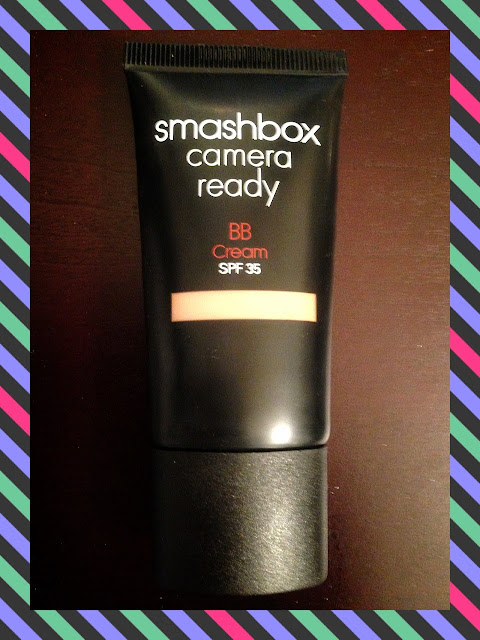 smashbox
camera
ready
BB
Cream
SPF 35